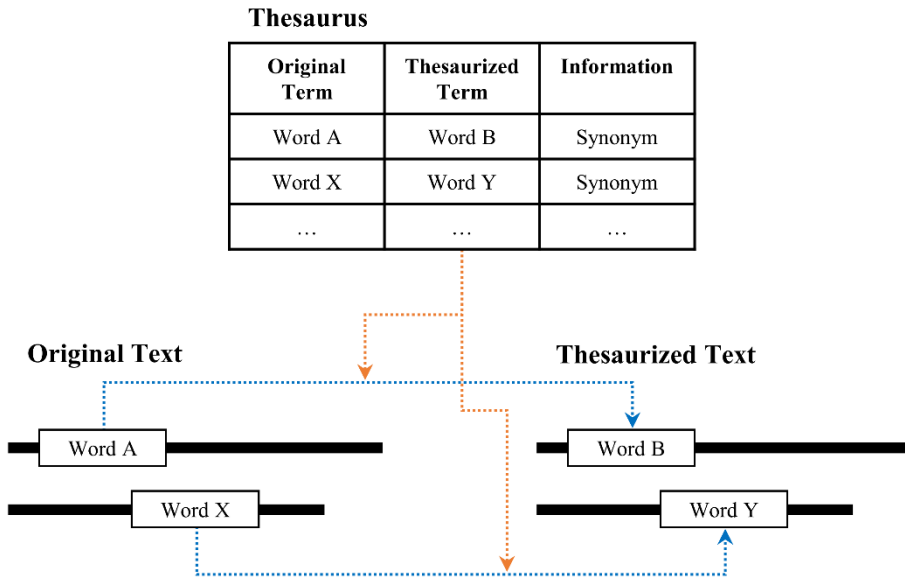 Thesaurus
Original Term Thesaurized Term Information
Word A Word B Synonym
Word X Word Y Synonym
… … …
Original Text Thesaurized Text
Word A Word B
Word X Word Y